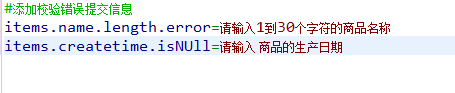 #添加校验错误提交信息
items.name.length.error=请输入1到30个字符的商品名称
items.createtime.isNUll=请输入 商品的生产日期